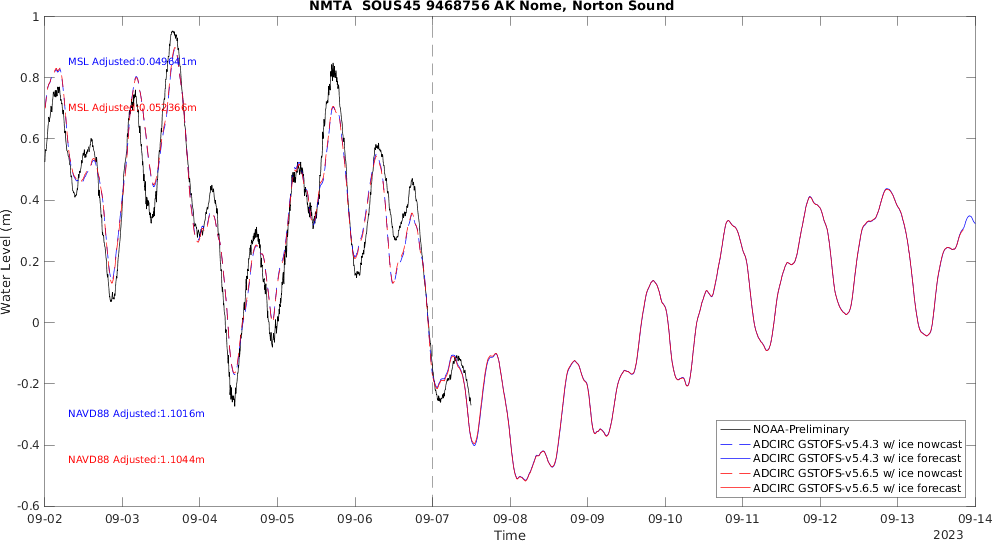 NMTA SOUS45 9468756 AK Nome, Norton Sound
Water Level (m)
1
0.8
0.6
0.4
0.2
0
-0.2
-0.4
-0.6
MSL Adjusted:0.049641m
MSL Adjusted:0.052366m
NAVD88 Adjusted:1.1016m
NAVD88 Adjusted:1.1044m
NOAA-Preliminary
ADCIRC GSTOFS-v5.4.3 w/ ice nowcast
ADCIRC GSTOFS-v5.4.3 w/ ice forecast
ADCIRC GSTOFS-v5.6.5 w/ ice nowcast
ADCIRC GSTOFS-v5.6.5 w/ ice forecast
09-02 09-03 09-04 09-05 09-06 09-07 09-08 09-09 09-10 09-11 09-12 09-13 09-14
Time
2023